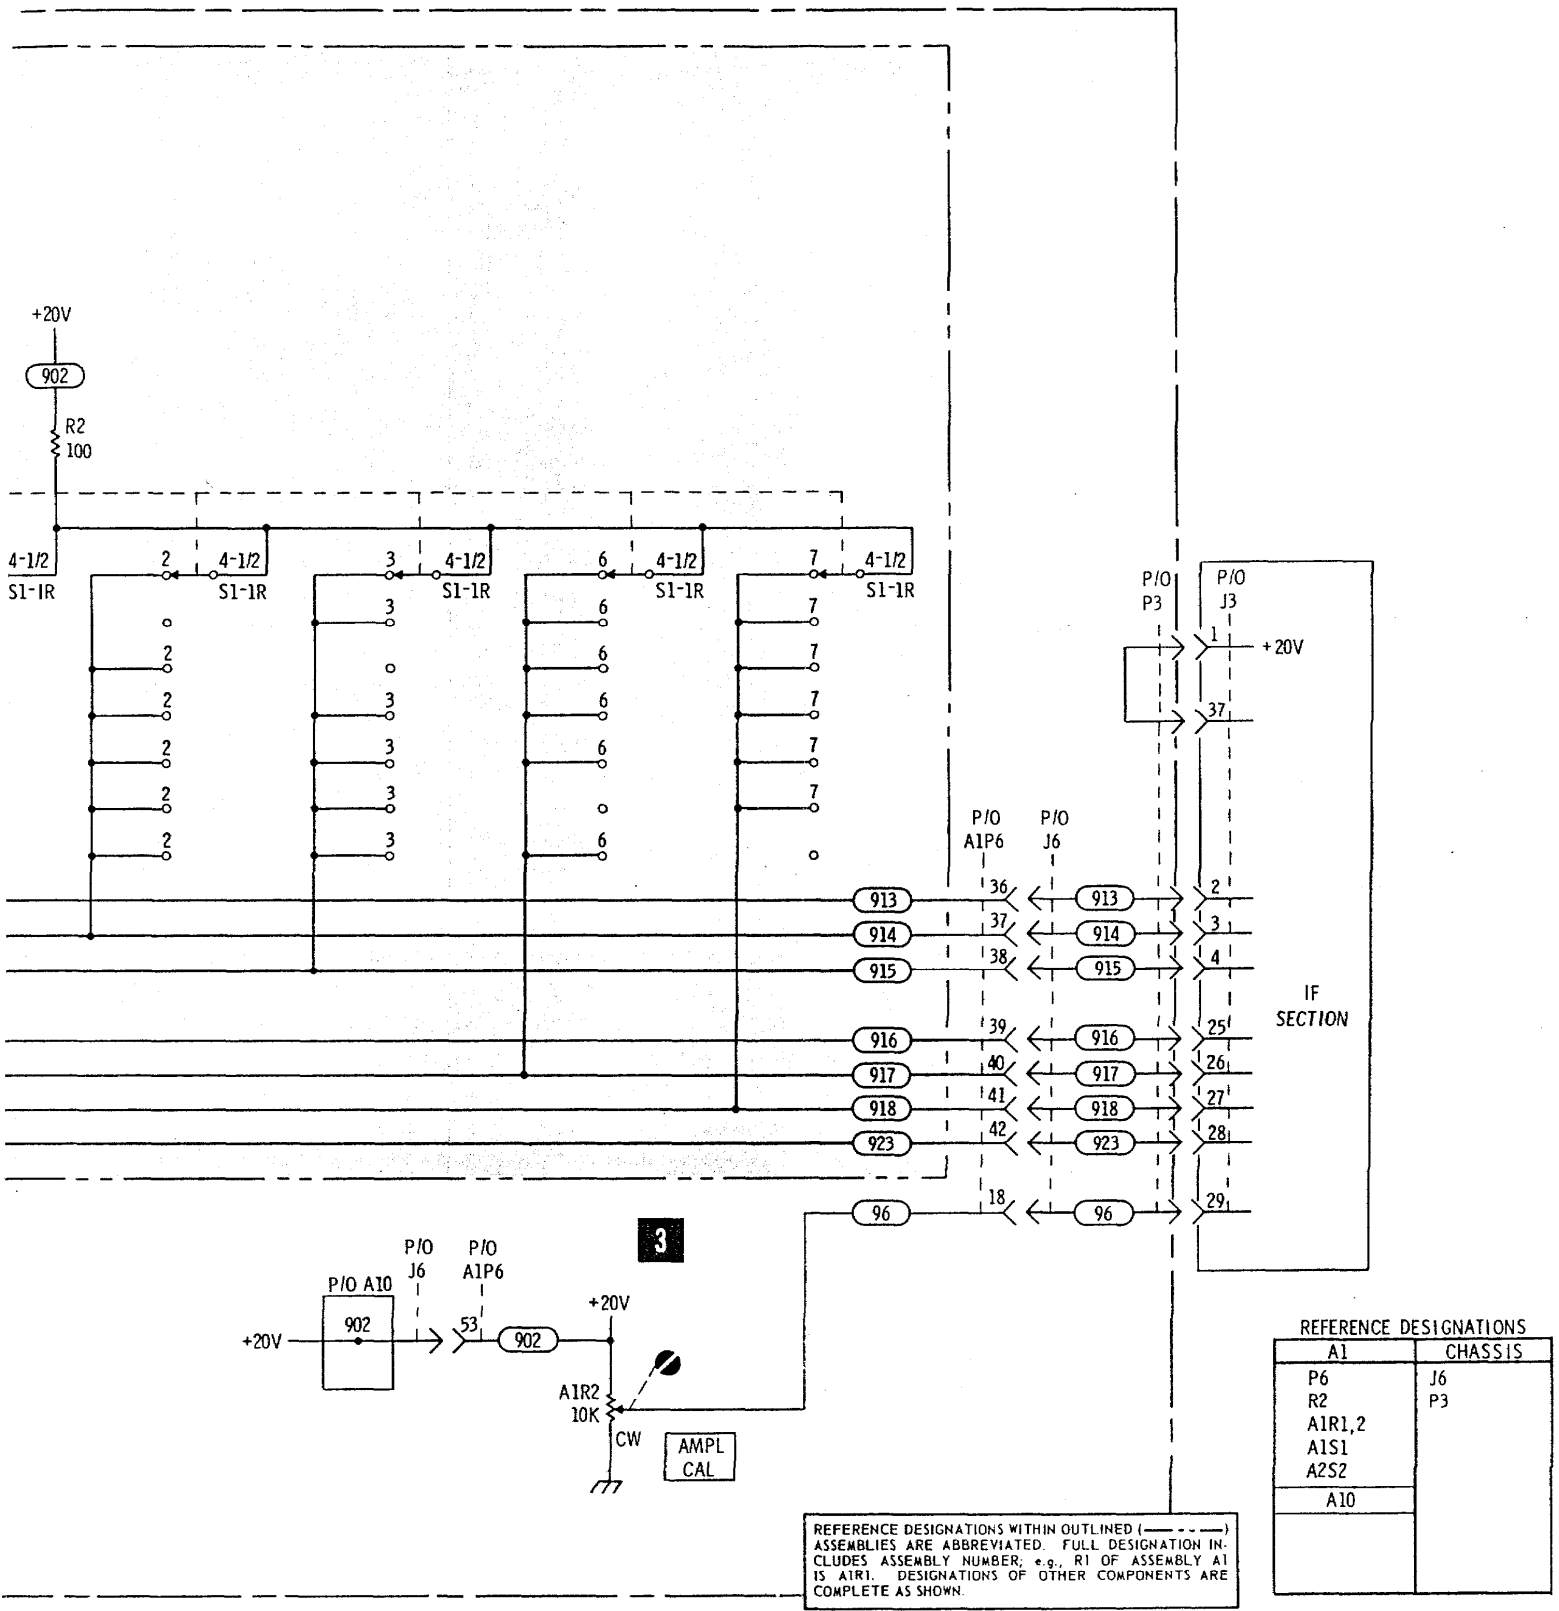 +20V
902
R2
100
4-1/2 2 4-1/2 3 4-1/2 6 4-1/2 7 4-1/2
S1-1R S1-1R S1-1R S1-1R S1-1R
3 6 7
2 6 7
2 3 6 7
2 3 6 7
2 3 7
2 3 6
P/O P/O
P3 J3
1
+20V
37
P/O P/O
A1P6 J6
913 36 913 2
914 37 914 3
915 38 915 4
IF
SECTION
916 39 916 25
917 40 917 26
918 41 918 27
923 42 923 28
96 18 96 29
3
P/O P/O
J6 A1P6
P/O A10
+20V
+20V 902 53 902
A1R2
10K
CW
AMPL
CAL
REFERENCE DESIGNATIONS
A1 CHASSIS
P6 J6
R2 P3
A1R1,2
A1S1
A2S2
A10
REFERENCE DESIGNATIONS WITHIN OUTLINED (—— - - ——)
ASSEMBLIES ARE ABBREVIATED. FULL DESIGNATION IN-
CLUDES ASSEMBLY NUMBER; e.g., R1 OF ASSEMBLY A1
IS A1R1. DESIGNATIONS OF OTHER COMPONENTS ARE
COMPLETE AS SHOWN.